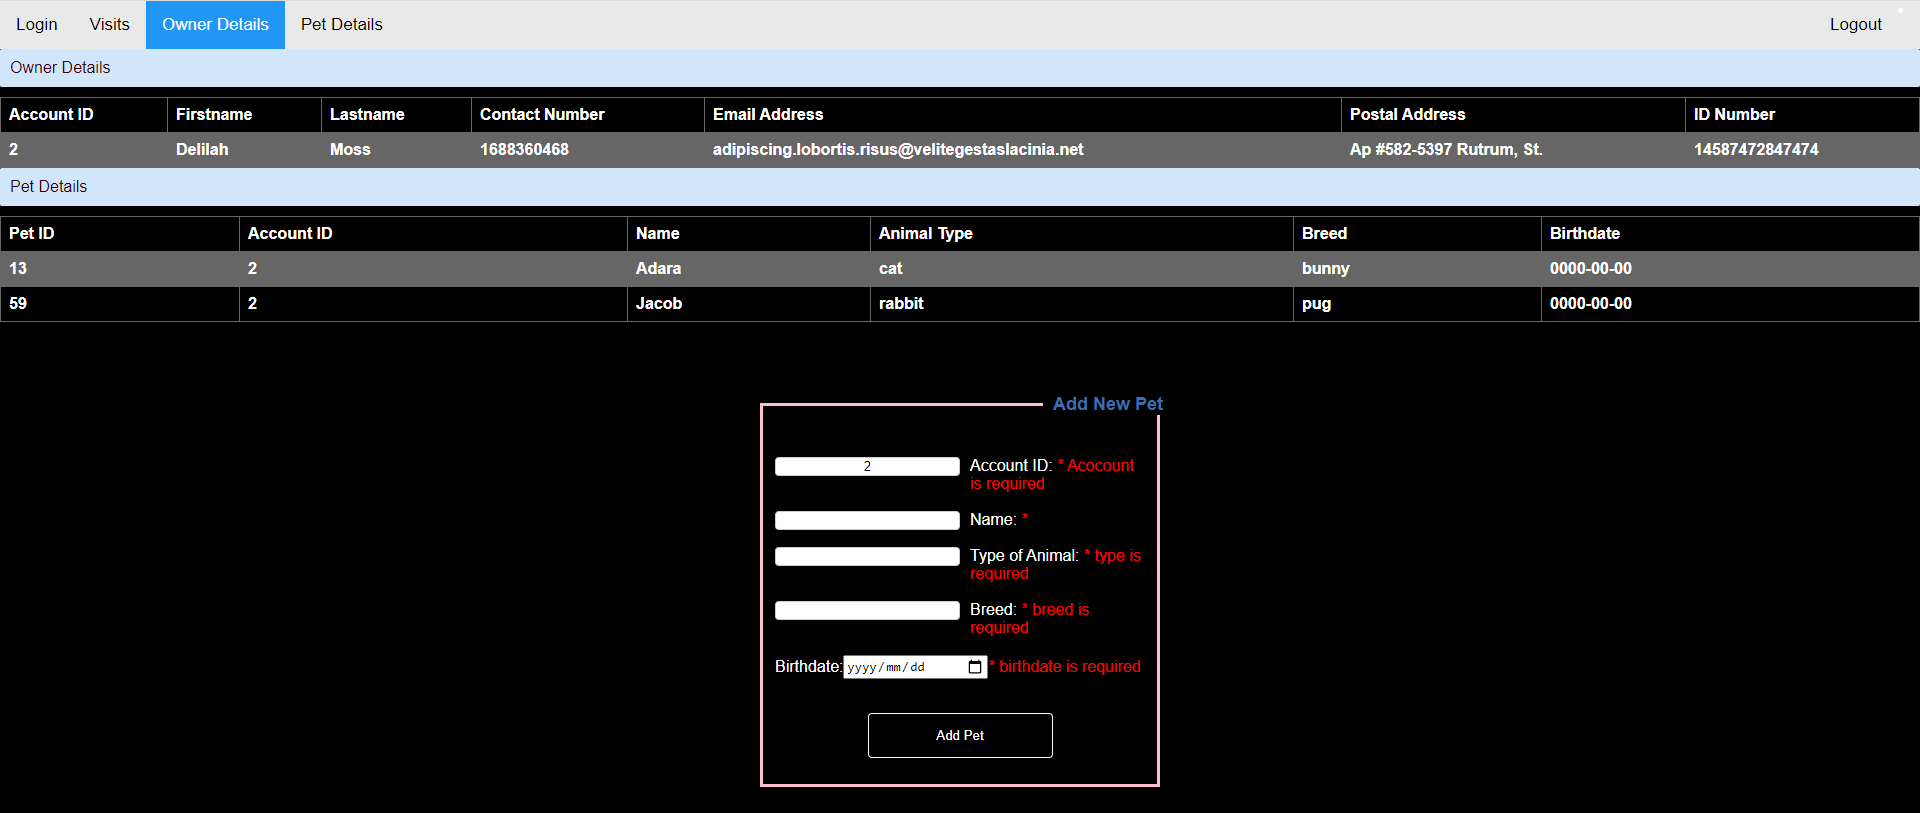 Login Visits Owner Details Pet Details Logout
Owner Details
Account ID Firstname Lastname Contact Number Email Address Postal Address ID Number
2 Delilah Moss 1688360468 adipiscing.lobortis.risus@velitegestaslacinia.net Ap #582-5397 Rutrum, St. 14587472847474
Pet Details
Pet ID Account ID Name Animal Type Breed Birthdate
13 2 Adara cat bunny 0000-00-00
59 2 Jacob rabbit pug 0000-00-00
Add New Pet
2 Account ID: * Acocount
is required
Name: *
Type of Animal: * type is
required
Breed: * breed is
required
Birthdate: yyyy/mm/dd * birthdate is required
Add Pet